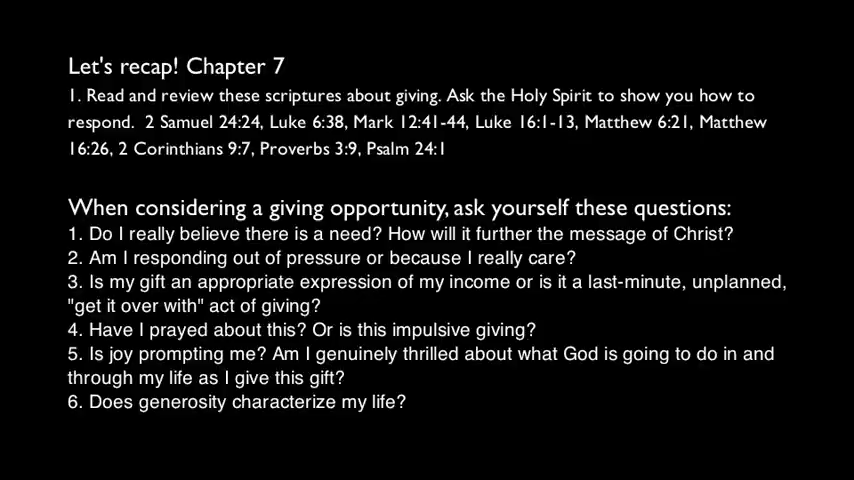 Let's recap! Chapter 7
1. Read and review these scriptures about giving. Ask the Holy Spirit to show you how to
respond.  2 Samuel 24:24, Luke 6:38, Mark 12:41-44, Luke 16:1-13, Matthew 6:21, Matthew
16:26, 2 Corinthians 9:7, Proverbs 3:9, Psalm 24:1
When considering a giving opportunity, ask yourself these questions:
1. Do I really believe there is a need? How will it further the message of Christ?
2. Am I responding out of pressure or because I really care?
3. Is my gift an appropriate expression of my income or is it a last-minute, unplanned,
"get it over with" act of giving?
4. Have I prayed about this? Or is this impulsive giving?
5. Is joy prompting me? Am I genuinely thrilled about what God is going to do in and
through my life as I give this gift?
6. Does generosity characterize my life?